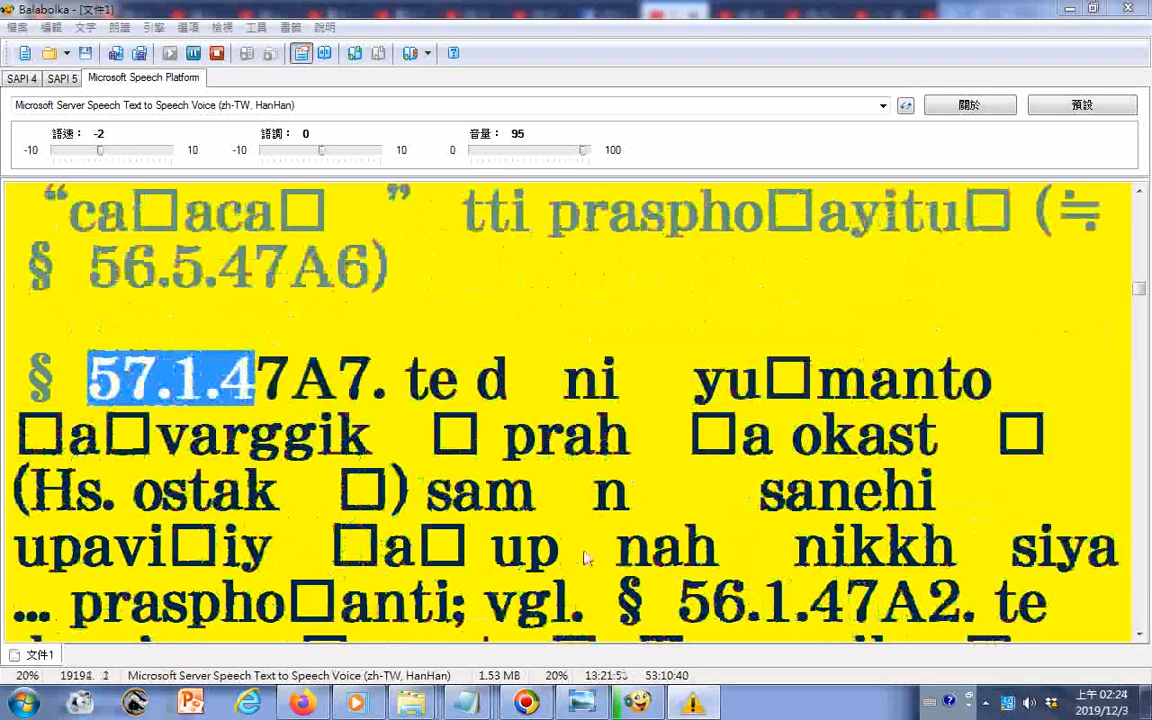 Balabolka - [文件1]
檔案 編輯 文字 朗讀 引擎 選項 檢視 工具 書籤 說明
SAPI 4 SAPI 5 Microsoft Speech Platform
Microsoft Server Speech Text to Speech Voice (zh-TW, HanHan) 關於 預設
語速： -2 語調： 0 音量： 95
-10 10 -10 10 0 100
“ca□aca□ ” tti praspho□ayitu□ (≒
§ 56.5.47A6)
§ 57.1.47A7. te d ni yu□manto
□a□varggik □ prah □a okast □
(Hs. ostak □) sam n sanehi
upavi□iy □a□ up nah nikkh siya
... praspho□anti; vgl. § 56.1.47A2. te
文件1
20% Microsoft Server Speech Text to Speech Voice (zh-TW, HanHan) 1.53 MB 20% 53:10:40
上午 02:24
2019/12/3